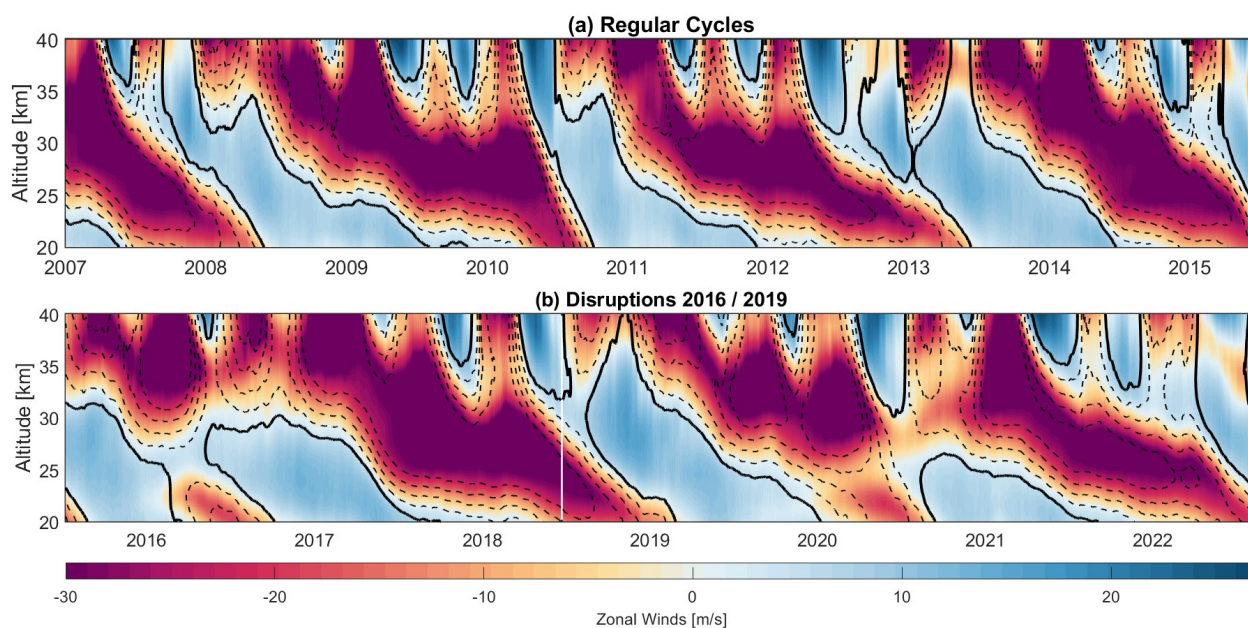 (a) Regular Cycles
40
35
30
25
20
Altitude [km]
2007 2008 2009 2010 2011 2012 2013 2014 2015
(b) Disruptions 2016 / 2019
40
35
30
25
20
Altitude [km]
2016 2017 2018 2019 2020 2021 2022
-30 -20 -10 0 10 20
Zonal Winds [m/s]